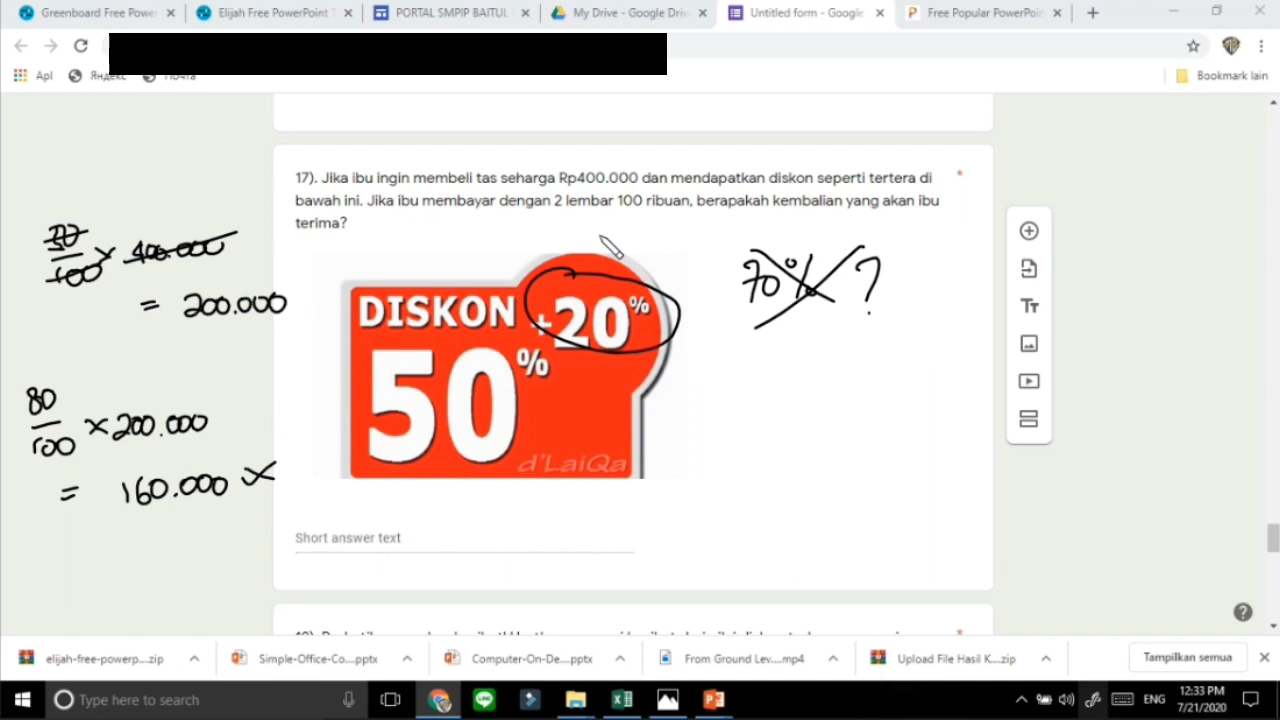 Greenboard Free Power
Elijah Free PowerPoint T
PORTAL SMPIP BAITUL
My Drive - Google Driv
Untitled form - Google
Free Popular PowerPoin
Apl
Яндекс
Почта
Bookmark lain
17). Jika ibu ingin membeli tas seharga Rp400.000 dan mendapatkan diskon seperti tertera di
bawah ini. Jika ibu membayar dengan 2 lembar 100 ribuan, berapakah kembalian yang akan ibu
terima?
*
100 × 400.000
= 200.000
80
100 × 200.000
= 160.000 ×
DISKON +20%
50%
d'LaiQa
70% ?
Short answer text
elijah-free-powerp....zip
Simple-Office-Co....pptx
Computer-On-De....pptx
From Ground Lev....mp4
Upload File Hasil K....zip
Tampilkan semua
Type here to search
ENG
12:33 PM
7/21/2020